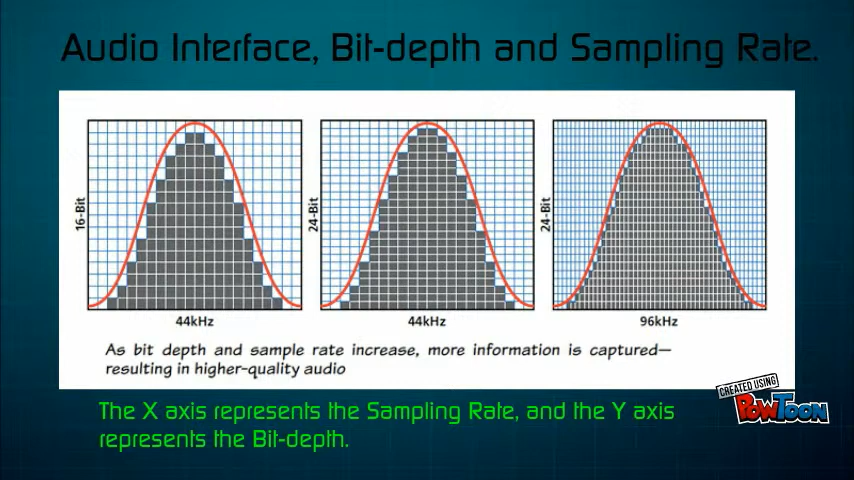 Audio Interface, Bit-depth and Sampling Rate.
16-Bit
24-Bit
24-Bit
44kHz
44kHz
96kHz
As bit depth and sample rate increase, more information is captured—
resulting in higher-quality audio
The X axis represents the Sampling Rate, and the Y axis
represents the Bit-depth.
CREATED USING
POWTOON